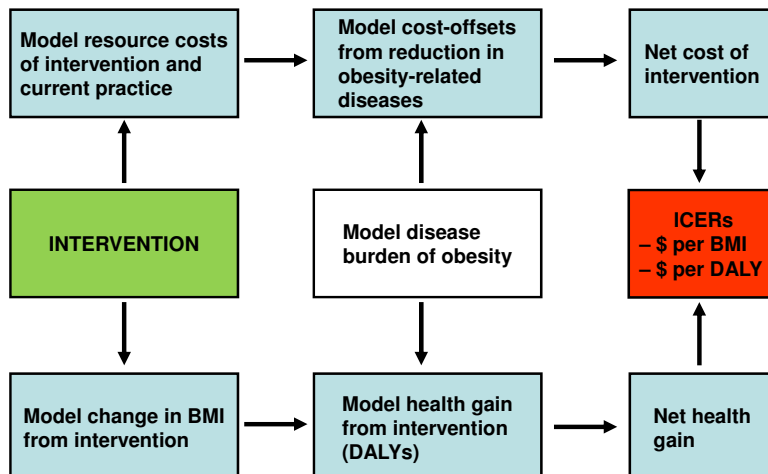 Model resource costs
of intervention and
current practice
Model cost-offsets
from reduction in
obesity-related
diseases
Net cost of
intervention
INTERVENTION
Model disease
burden of obesity
ICERs
– $ per BMI
– $ per DALY
Model change in BMI
from intervention
Model health gain
from intervention
(DALYs)
Net health
gain